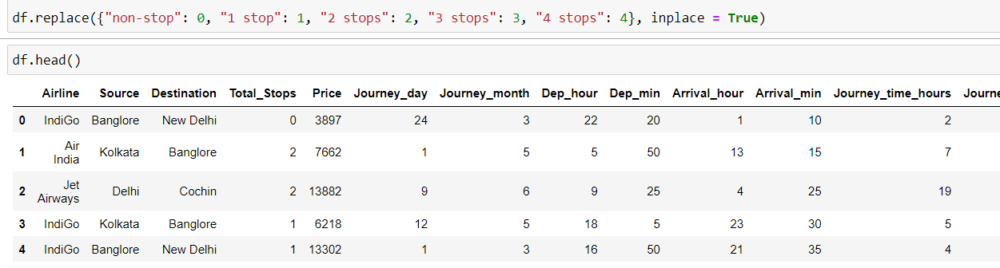 df.replace({"non-stop": 0, "1 stop": 1, "2 stops": 2, "3 stops": 3, "4 stops": 4}, inplace = True)
df.head()
Airline Source Destination Total_Stops Price Journey_day Journey_month Dep_hour Dep_min Arrival_hour Arrival_min Journey_time_hours
0 IndiGo Banglore New Delhi 0 3897 24 3 22 20 1 10 2
1 Air India Kolkata Banglore 2 7662 1 5 5 50 13 15 7
2 Jet Airways Delhi Cochin 2 13882 9 6 9 25 4 25 19
3 IndiGo Kolkata Banglore 1 6218 12 5 18 5 23 30 5
4 IndiGo Banglore New Delhi 1 13302 1 3 16 50 21 35 4